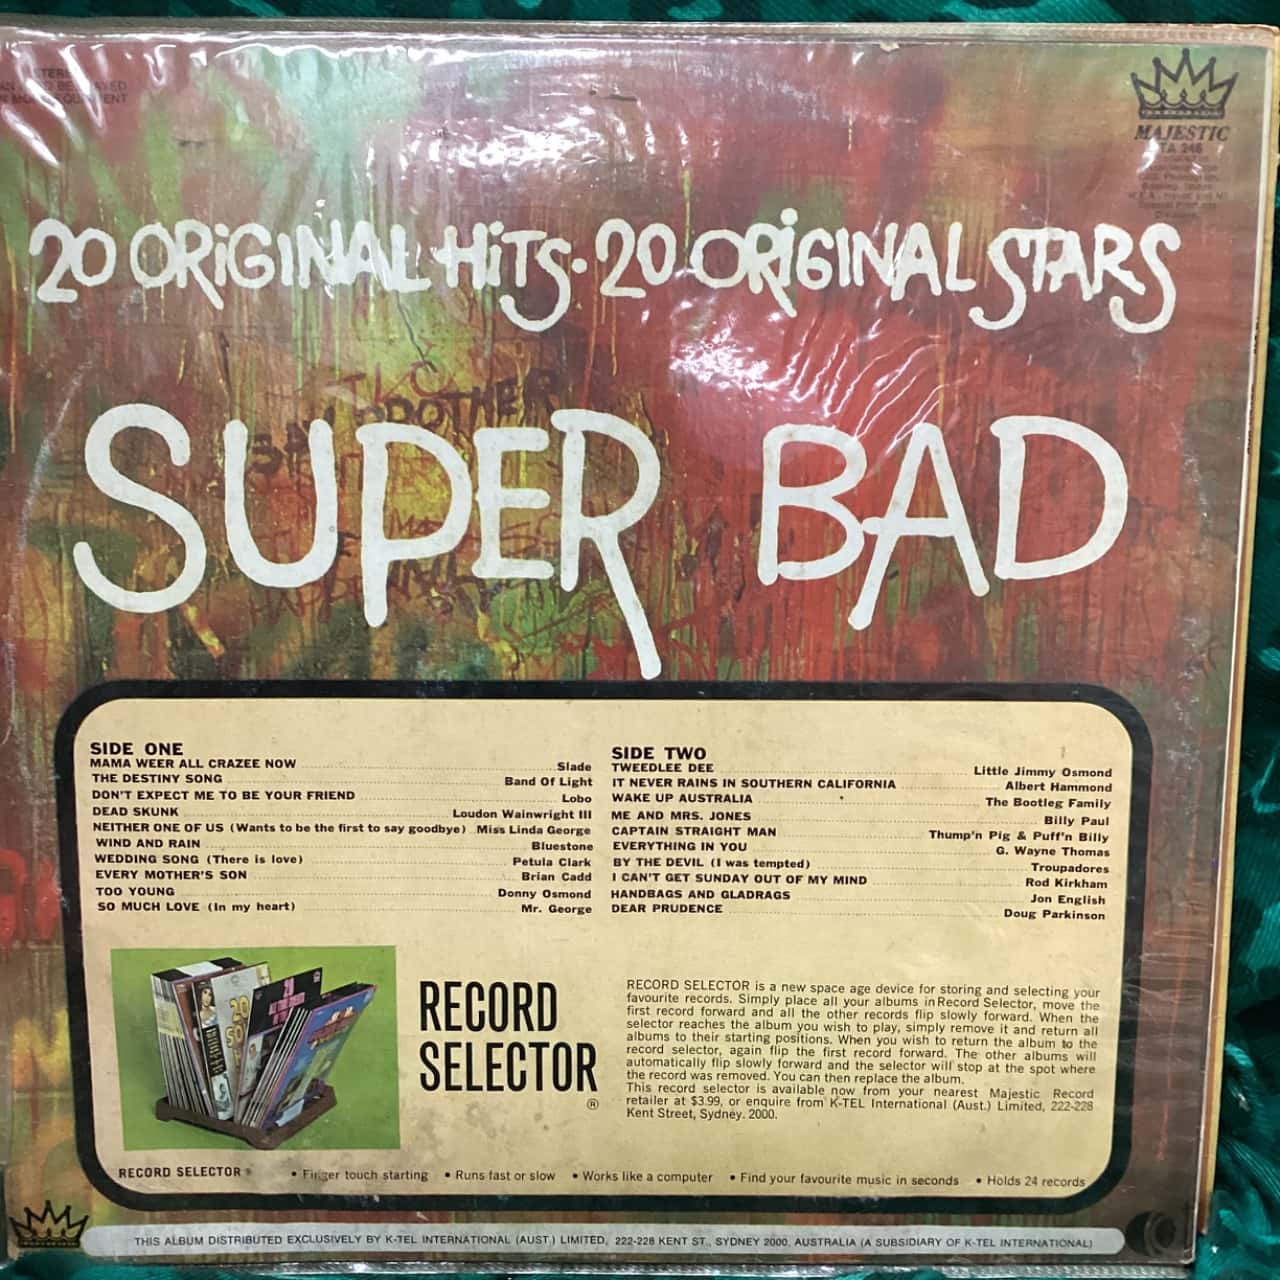 STEREO
MAJESTIC
TA 246
20 ORiGiNAL HiTS · 20 ORiGiNAL STARS
BROTHER
SUPER BAD
SIDE ONE
MAMA WEER ALL CRAZEE NOW Slade
THE DESTINY SONG Band Of Light
DON'T EXPECT ME TO BE YOUR FRIEND Lobo
DEAD SKUNK Loudon Wainwright III
NEITHER ONE OF US (Wants to be the first to say goodbye) Miss Linda George
WIND AND RAIN Bluestone
WEDDING SONG (There is love) Petula Clark
EVERY MOTHER'S SON Brian Cadd
TOO YOUNG Donny Osmond
SO MUCH LOVE (In my heart) Mr. George
SIDE TWO
TWEEDLEE DEE Little Jimmy Osmond
IT NEVER RAINS IN SOUTHERN CALIFORNIA Albert Hammond
WAKE UP AUSTRALIA The Bootleg Family
ME AND MRS. JONES Billy Paul
CAPTAIN STRAIGHT MAN Thump'n Pig & Puff'n Billy
EVERYTHING IN YOU G. Wayne Thomas
BY THE DEVIL (I was tempted) Troupadores
I CAN'T GET SUNDAY OUT OF MY MIND Rod Kirkham
HANDBAGS AND GLADRAGS Jon English
DEAR PRUDENCE Doug Parkinson
RECORD
SELECTOR
®
RECORD SELECTOR is a new space age device for storing and selecting your
favourite records. Simply place all your albums in Record Selector, move the
first record forward and all the other records flip slowly forward. When the
selector reaches the album you wish to play, simply remove it and return all
albums to their starting positions. When you wish to return the album to the
record selector, again flip the first record forward. The other albums will
automatically flip slowly forward and the selector will stop at the spot where
the record was removed. You can then replace the album.
This record selector is available now from your nearest Majestic Record
retailer at $3.99, or enquire from K-TEL International (Aust.) Limited, 222-228
Kent Street, Sydney. 2000.
RECORD SELECTOR ® • Finger touch starting • Runs fast or slow • Works like a computer • Find your favourite music in seconds • Holds 24 records
THIS ALBUM DISTRIBUTED EXCLUSIVELY BY K-TEL INTERNATIONAL (AUST.) LIMITED, 222-228 KENT ST., SYDNEY 2000, AUSTRALIA (A SUBSIDIARY OF K-TEL INTERNATIONAL)